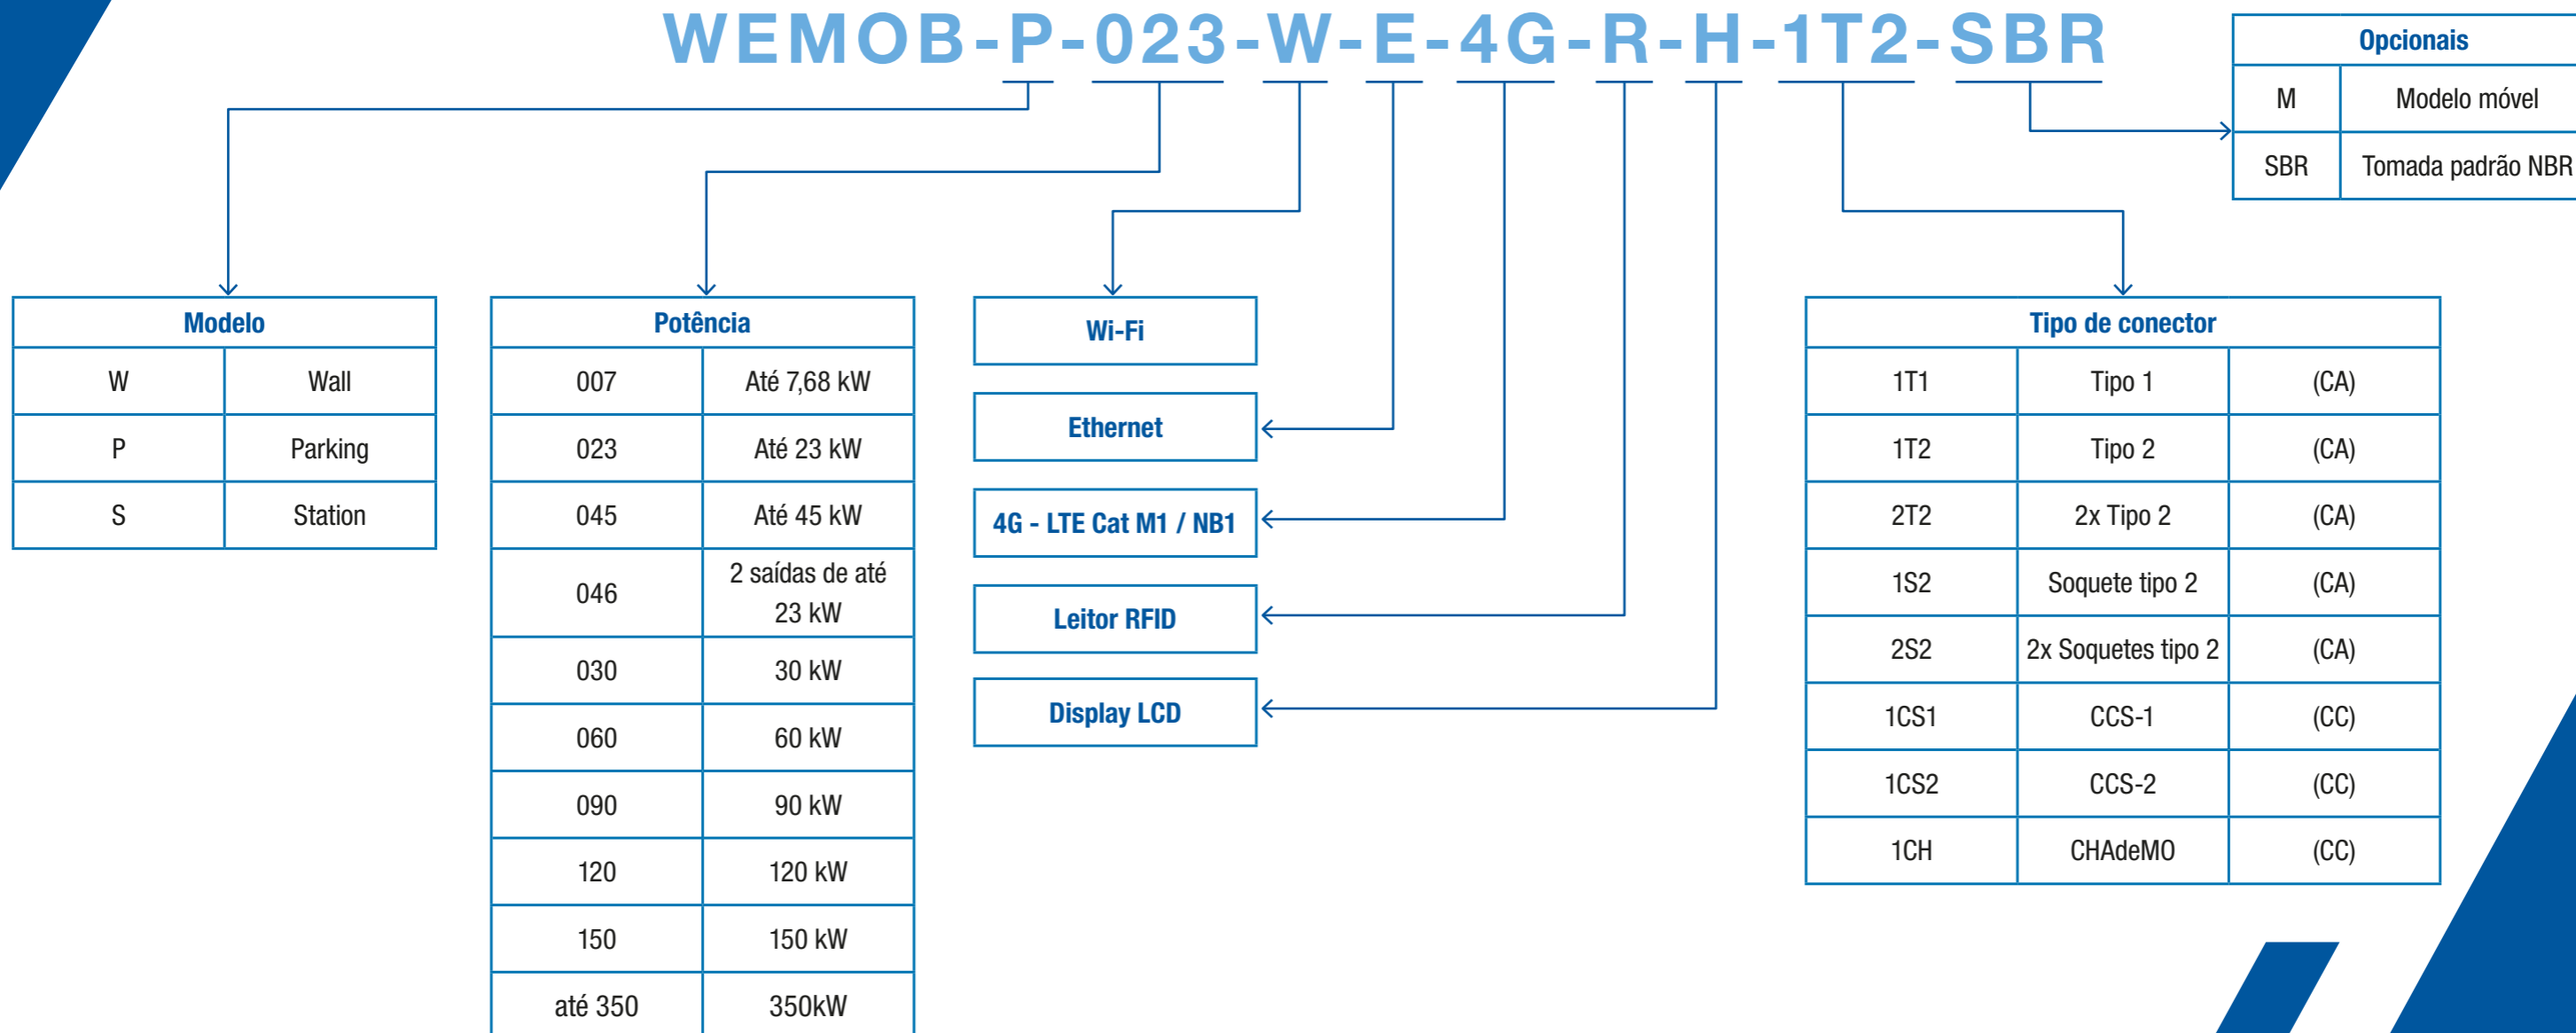 WEMOB-P-023-W-E-4G-R-H-1T2-SBR
Opcionais
M Modelo móvel
SBR Tomada padrão NBR
Modelo
W Wall
P Parking
S Station
Potência
007 Até 7,68 kW
023 Até 23 kW
045 Até 45 kW
046 2 saídas de até
23 kW
030 30 kW
060 60 kW
090 90 kW
120 120 kW
150 150 kW
até 350 350kW
Wi-Fi
Ethernet
4G - LTE Cat M1 / NB1
Leitor RFID
Display LCD
Tipo de conector
1T1 Tipo 1 (CA)
1T2 Tipo 2 (CA)
2T2 2x Tipo 2 (CA)
1S2 Soquete tipo 2 (CA)
2S2 2x Soquetes tipo 2 (CA)
1CS1 CCS-1 (CC)
1CS2 CCS-2 (CC)
1CH CHAdeMO (CC)